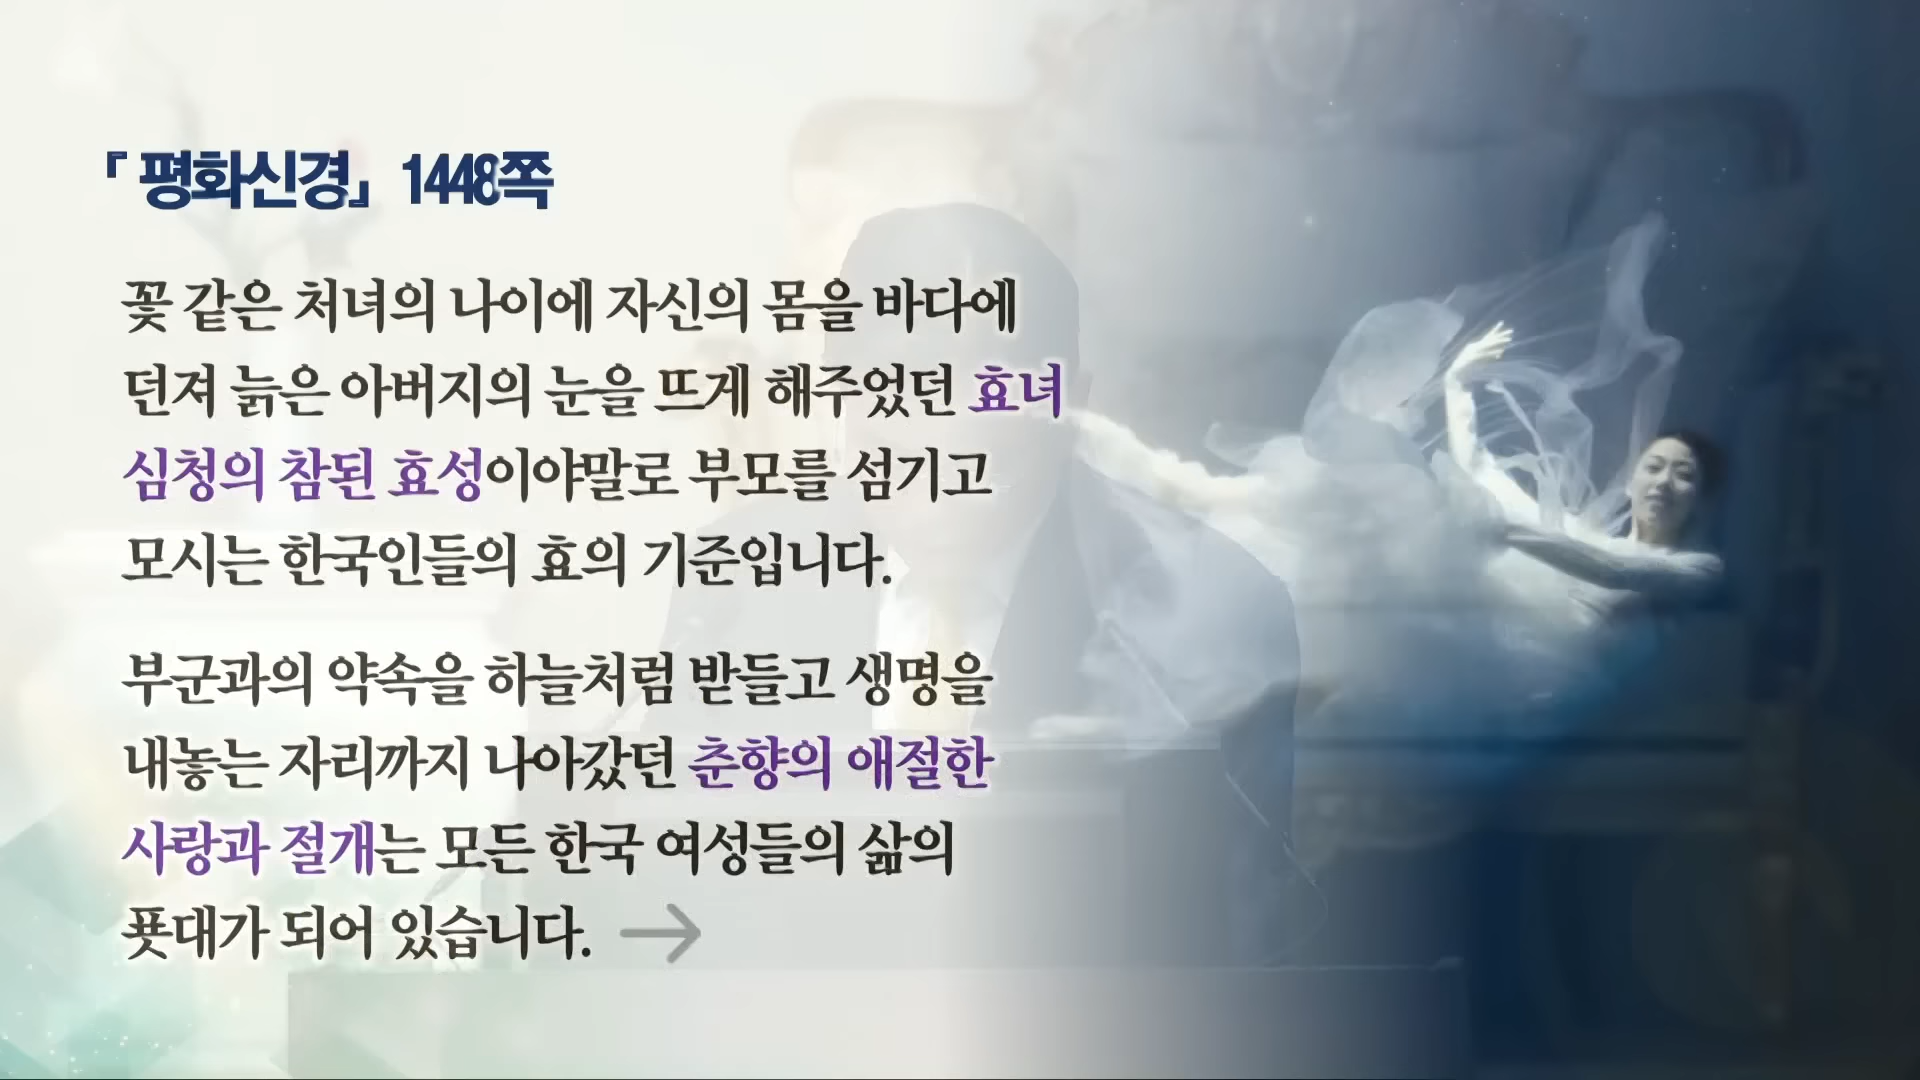 『평화신경』 1448쪽
꽃 같은 처녀의 나이에 자신의 몸을 바다에
던져 늙은 아버지의 눈을 뜨게 해주었던 효녀
심청의 참된 효성이야말로 부모를 섬기고
모시는 한국인들의 효의 기준입니다.
부군과의 약속을 하늘처럼 받들고 생명을
내놓는 자리까지 나아갔던 춘향의 애절한
사랑과 절개는 모든 한국 여성들의 삶의
푯대가 되어 있습니다. →